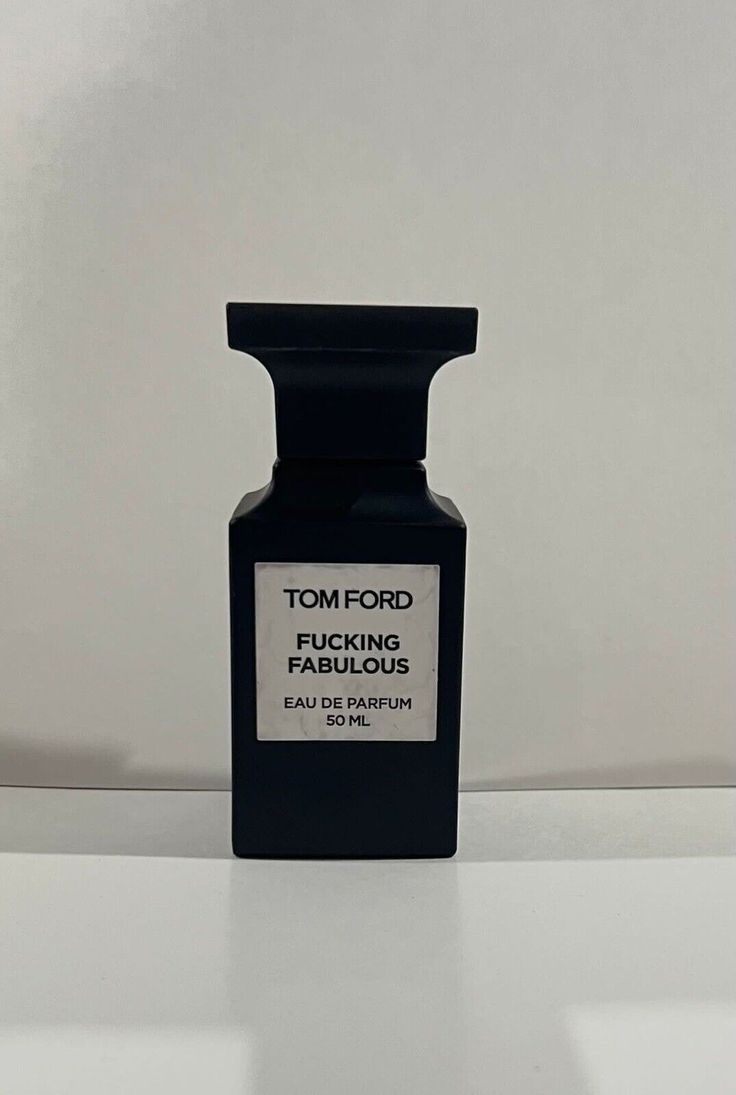 TOM FORD
FUCKING
FABULOUS
EAU DE PARFUM
50 ML